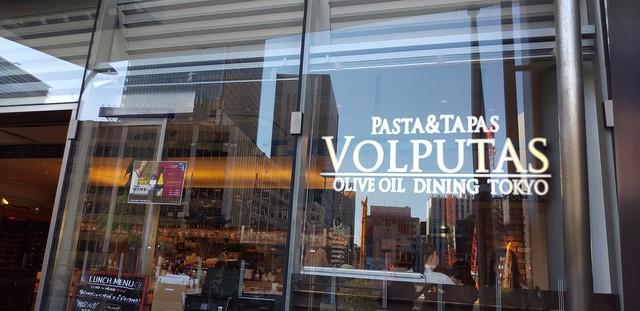 PASTA&TAPAS
VOLPUTAS
OLIVE OIL DINING TOKYO
LUNCH MENU